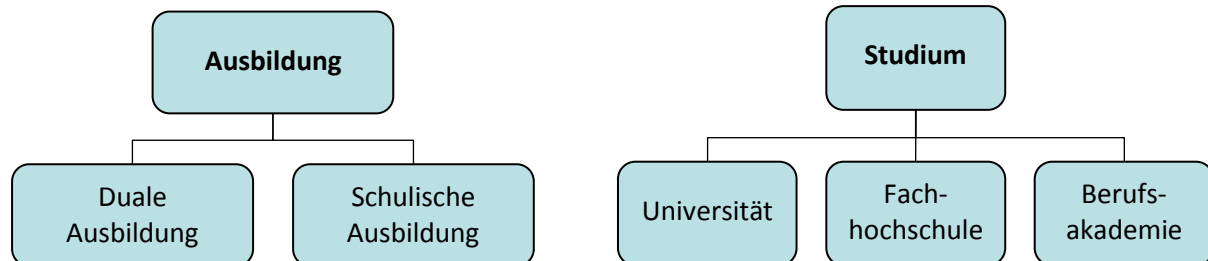 Ausbildung
Studium
Duale
Ausbildung
Schulische
Ausbildung
Universität
Fach-
hochschule
Berufs-
akademie